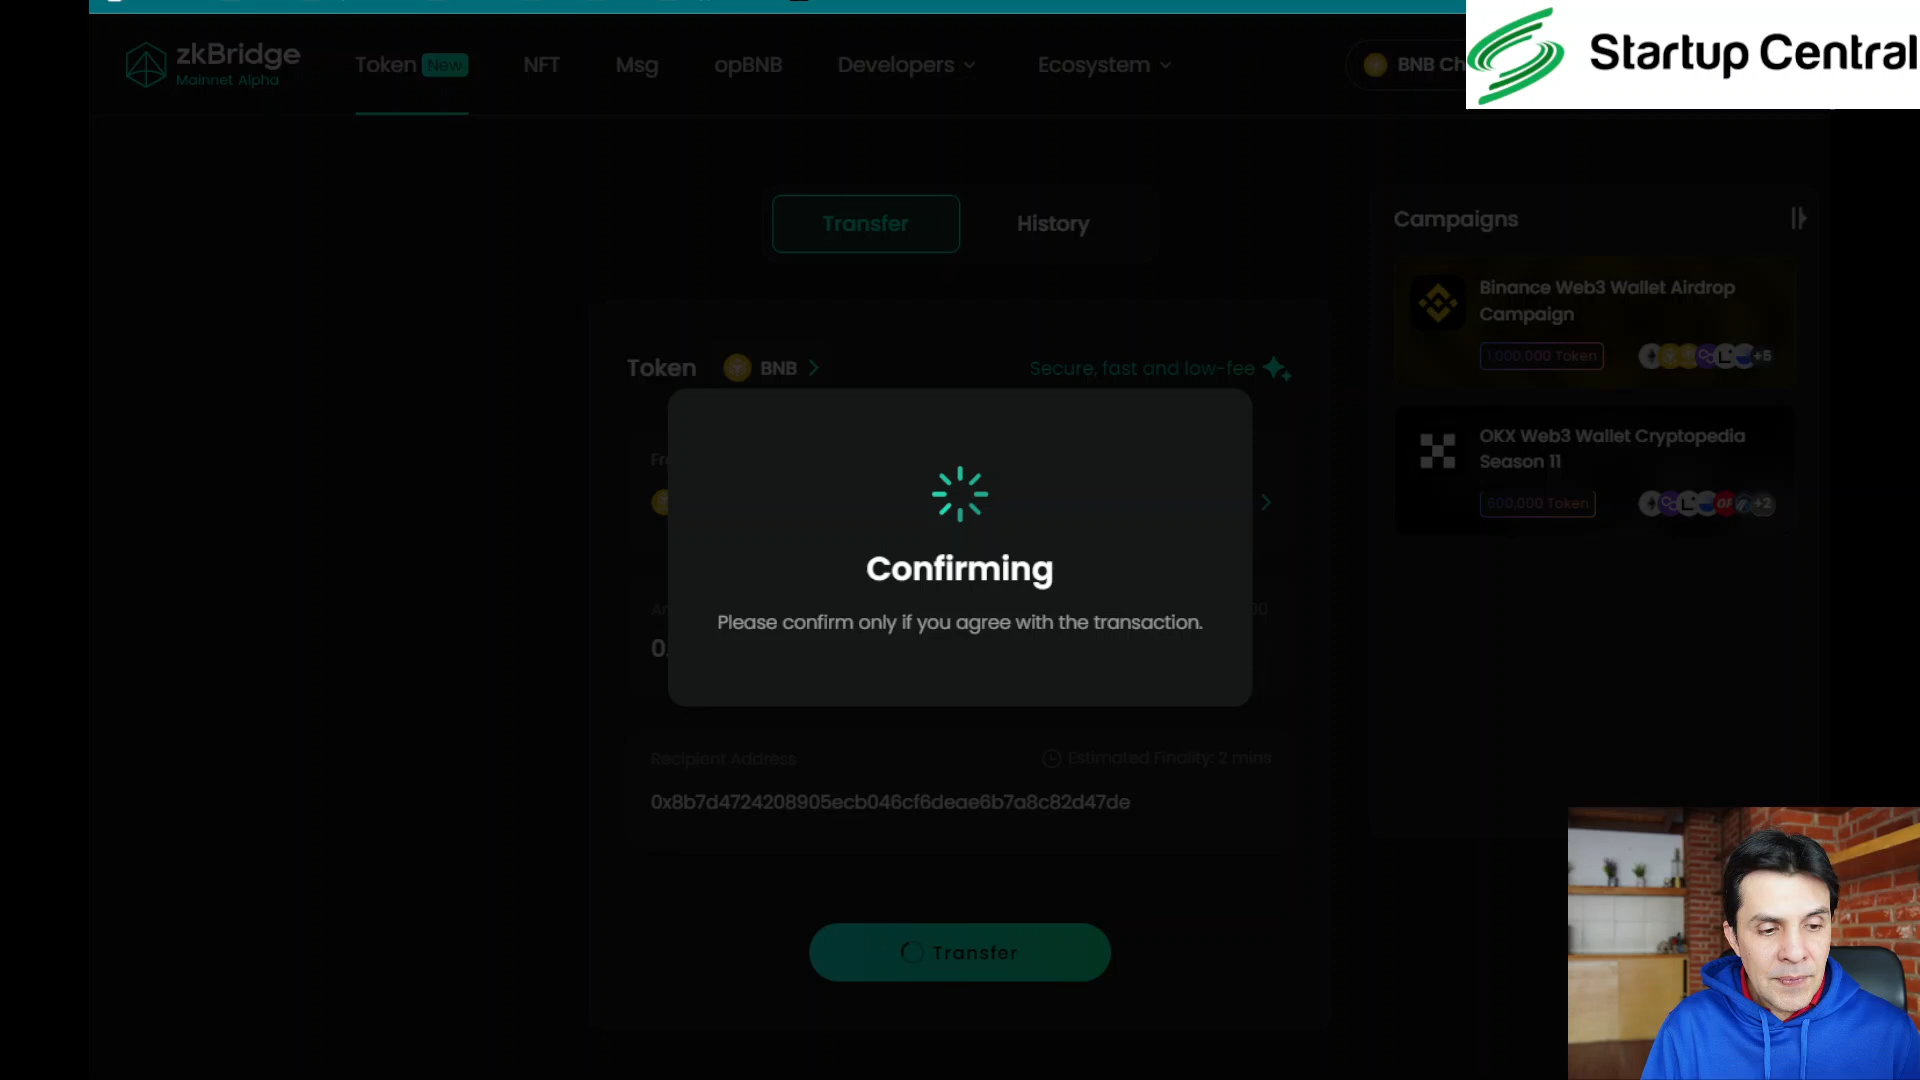 zkBridge
Mainnet Alpha
Token New
NFT
Msg
opBNB
Developers
Ecosystem
BNB Ch
Startup Central
Transfer
History
Campaigns
Binance Web3 Wallet Airdrop
Campaign
1,000,000 Token
+5
OKX Web3 Wallet Cryptopedia
Season 11
600,000 Token
+2
Token
BNB
Secure, fast and low-fee
Confirming
Please confirm only if you agree with the transaction.
Recipient Address
Estimated Finality: 2 mins
0x8b7d4724208905ecb046cf6deae6b7a8c82d47de
Transfer